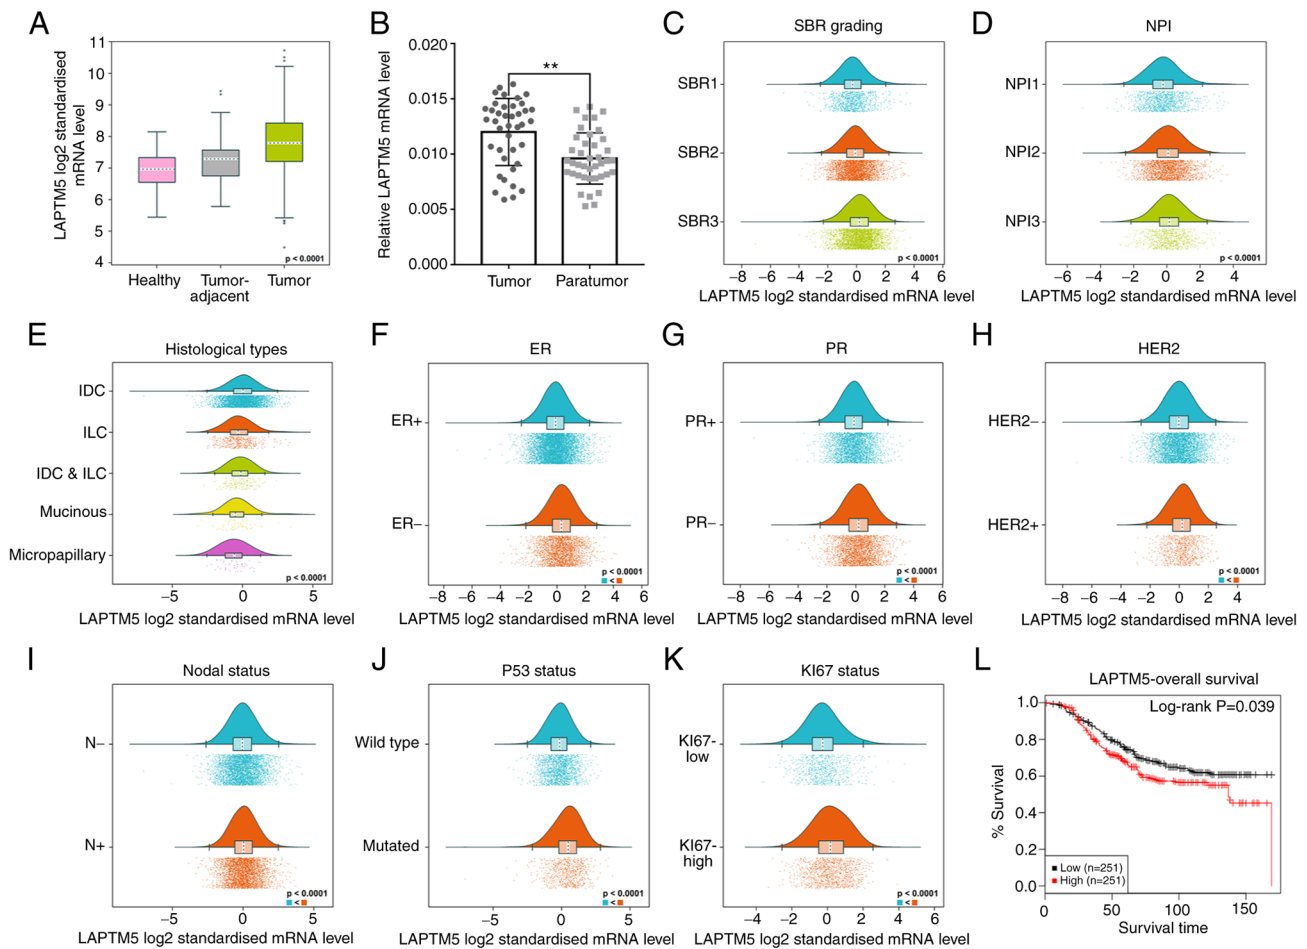 A
LAPTM5 log2 standardised
mRNA level
11
10
9
8
7
6
5
4
p < 0.0001
Healthy
Tumor-
adjacent
Tumor
B
Relative LAPTM5 mRNA level
0.020
0.015
0.010
0.005
0.000
**
Tumor
Paratumor
C
SBR grading
SBR1
SBR2
SBR3
p < 0.0001
−8 −6 −4 −2 0 2 4 6
LAPTM5 log2 standardised mRNA level
D
NPI
NPI1
NPI2
NPI3
p < 0.0001
−6 −4 −2 0 2 4
LAPTM5 log2 standardised mRNA level
E
Histological types
IDC
ILC
IDC & ILC
Mucinous
Micropapillary
p < 0.0001
−5 0 5
LAPTM5 log2 standardised mRNA level
F
ER
ER+
ER−
p < 0.0001
<
−8 −6 −4 −2 0 2 4 6
LAPTM5 log2 standardised mRNA level
G
PR
PR+
PR−
p < 0.0001
<
−8 −6 −4 −2 0 2 4
LAPTM5 log2 standardised mRNA level
H
HER2
HER2−
HER2+
p < 0.0001
<
−8 −6 −4 −2 0 2 4
LAPTM5 log2 standardised mRNA level
I
Nodal status
N−
N+
p < 0.0001
<
−5 0 5
LAPTM5 log2 standardised mRNA level
J
P53 status
Wild type
Mutated
p < 0.0001
<
−5 0 5
LAPTM5 log2 standardised mRNA level
K
KI67 status
KI67-
low
KI67-
high
p < 0.0001
<
−4 −2 0 2 4 6
LAPTM5 log2 standardised mRNA level
L
LAPTM5-overall survival
Log-rank P=0.039
% Survival
1.0
0.8
0.6
0.4
0.2
0.0
Low (n=251)
High (n=251)
0 50 100 150
Survival time